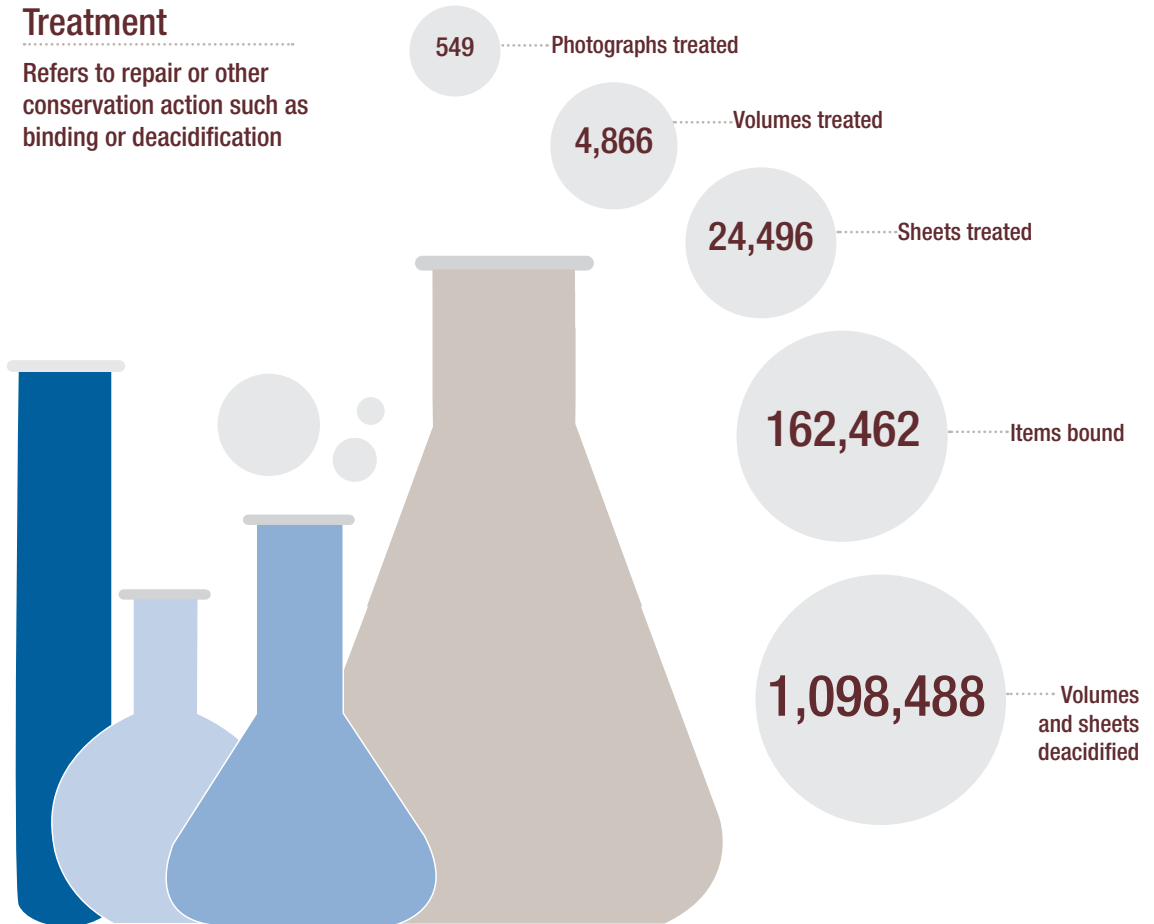 Treatment
Refers to repair or other
conservation action such as
binding or deacidification
549
Photographs treated
4,866
Volumes treated
24,496
Sheets treated
162,462
Items bound
1,098,488
Volumes
and sheets
deacidified